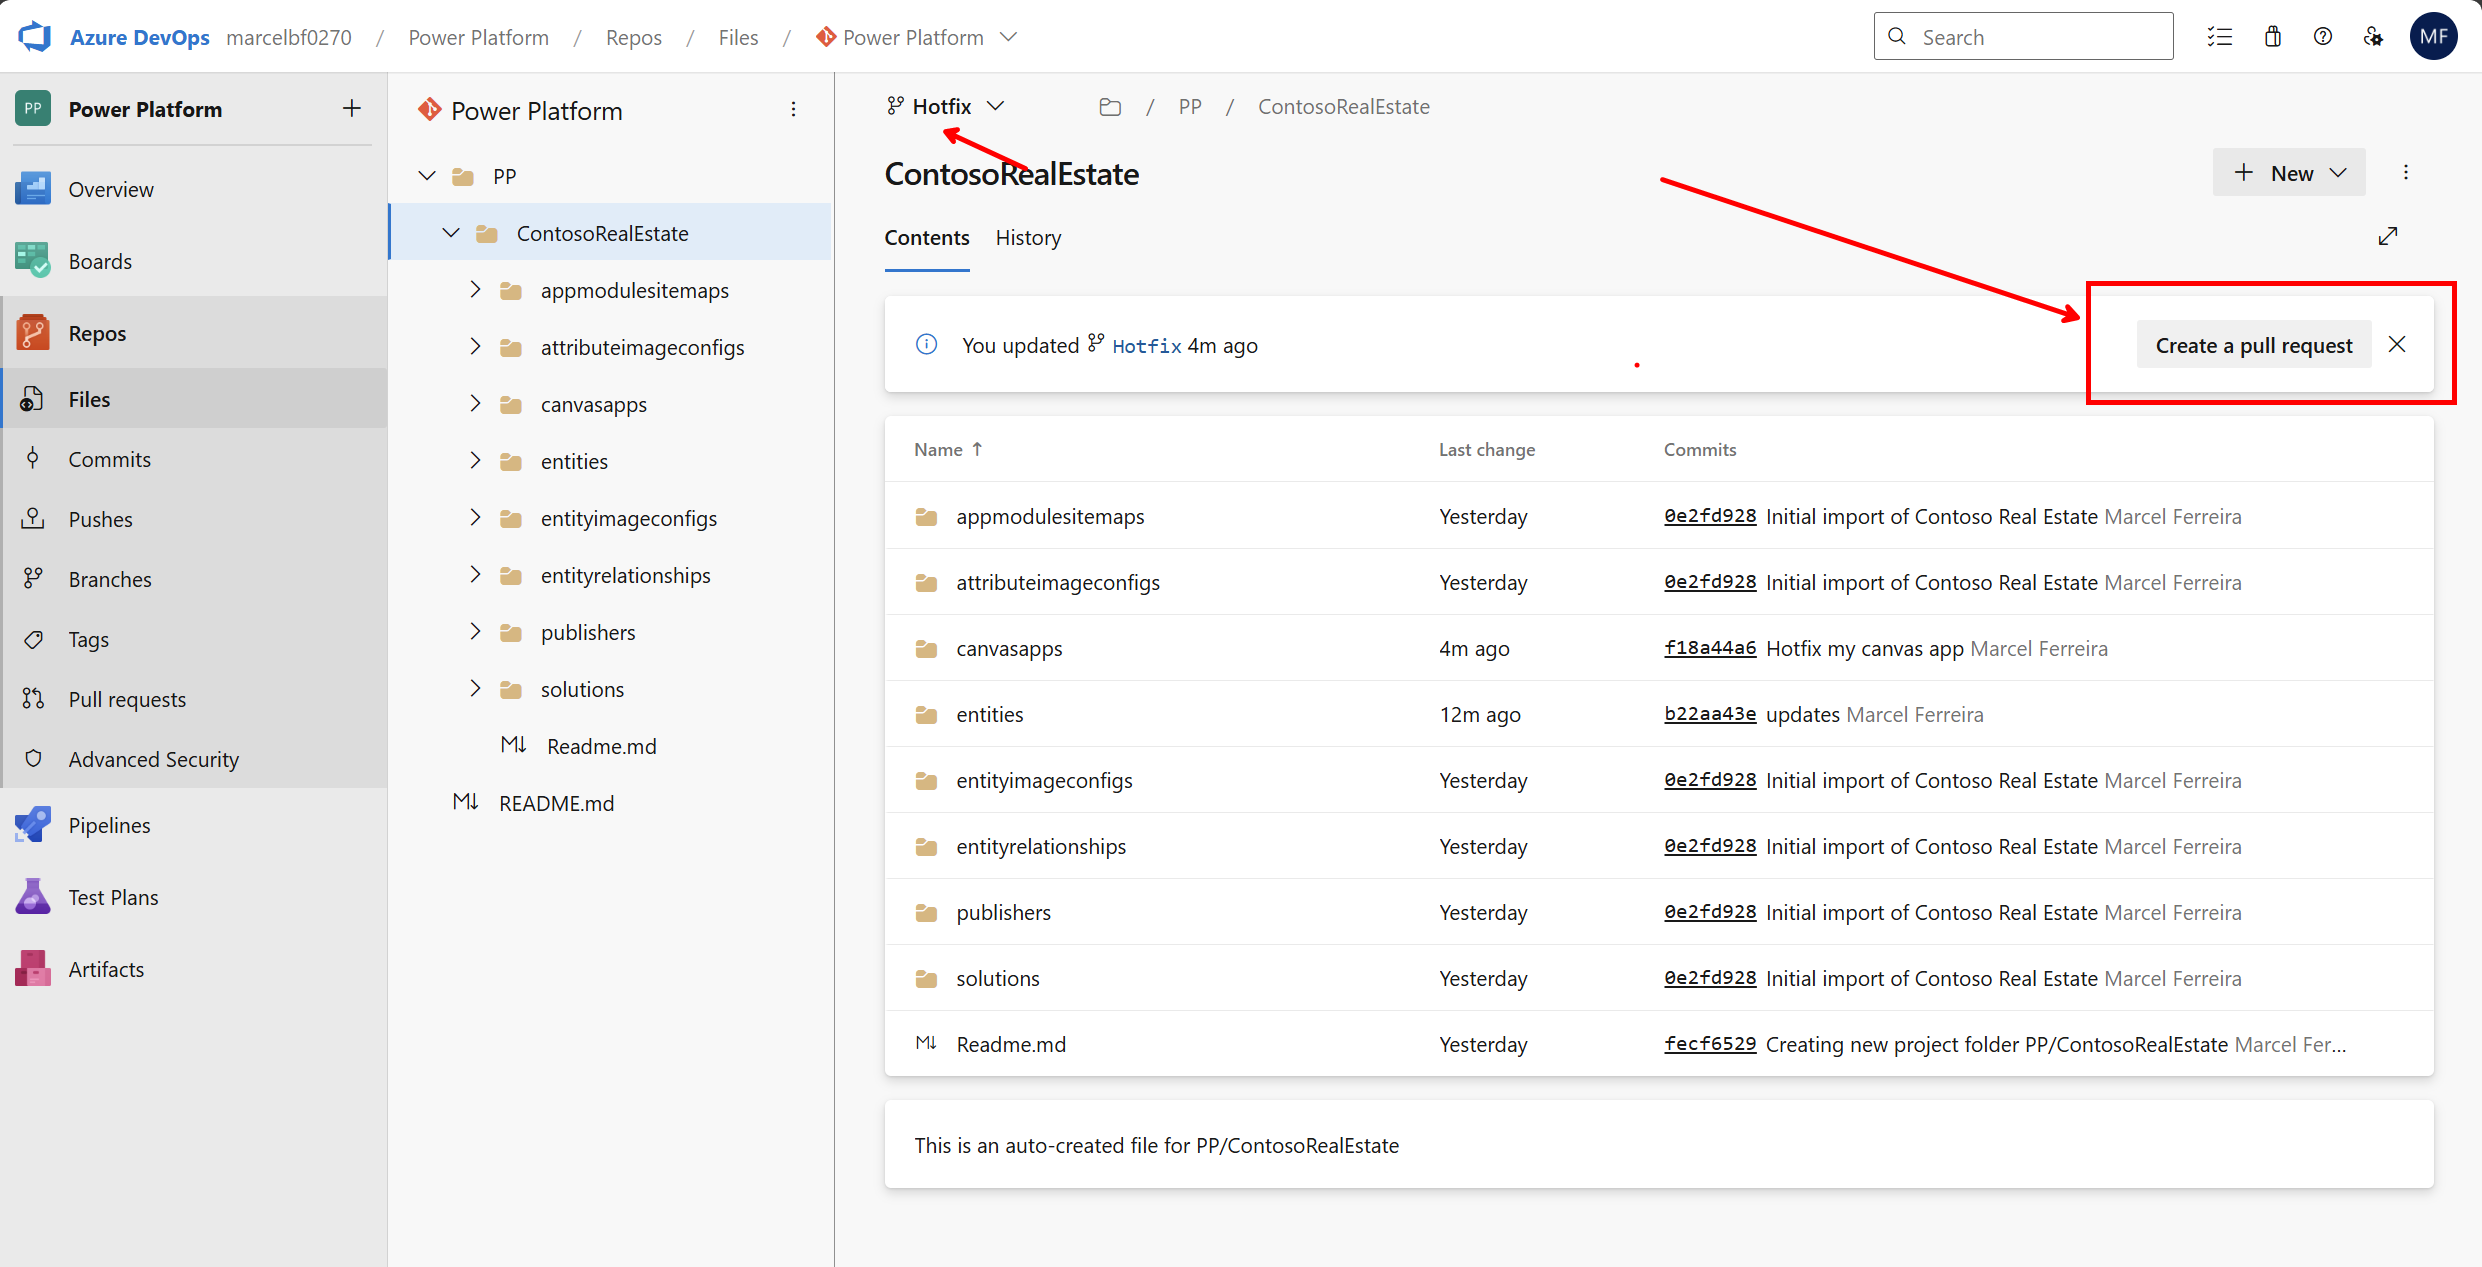 Azure DevOps marcelbf0270 / Power Platform / Repos / Files / Power Platform
Search
MF
PP Power Platform
Overview
Boards
Repos
Files
Commits
Pushes
Branches
Tags
Pull requests
Advanced Security
Pipelines
Test Plans
Artifacts
Power Platform
PP
ContosoRealEstate
appmodulesitemaps
attributeimageconfigs
canvasapps
entities
entityimageconfigs
entityrelationships
publishers
solutions
M↓ Readme.md
M↓ README.md
Hotfix / PP / ContosoRealEstate
ContosoRealEstate
+ New
Contents History
You updated Hotfix 4m ago
Create a pull request
Name ↑ Last change Commits
appmodulesitemaps Yesterday 0e2fd928 Initial import of Contoso Real Estate Marcel Ferreira
attributeimageconfigs Yesterday 0e2fd928 Initial import of Contoso Real Estate Marcel Ferreira
canvasapps 4m ago f18a44a6 Hotfix my canvas app Marcel Ferreira
entities 12m ago b22aa43e updates Marcel Ferreira
entityimageconfigs Yesterday 0e2fd928 Initial import of Contoso Real Estate Marcel Ferreira
entityrelationships Yesterday 0e2fd928 Initial import of Contoso Real Estate Marcel Ferreira
publishers Yesterday 0e2fd928 Initial import of Contoso Real Estate Marcel Ferreira
solutions Yesterday 0e2fd928 Initial import of Contoso Real Estate Marcel Ferreira
M↓ Readme.md Yesterday fecf6529 Creating new project folder PP/ContosoRealEstate Marcel Fer...
This is an auto-created file for PP/ContosoRealEstate